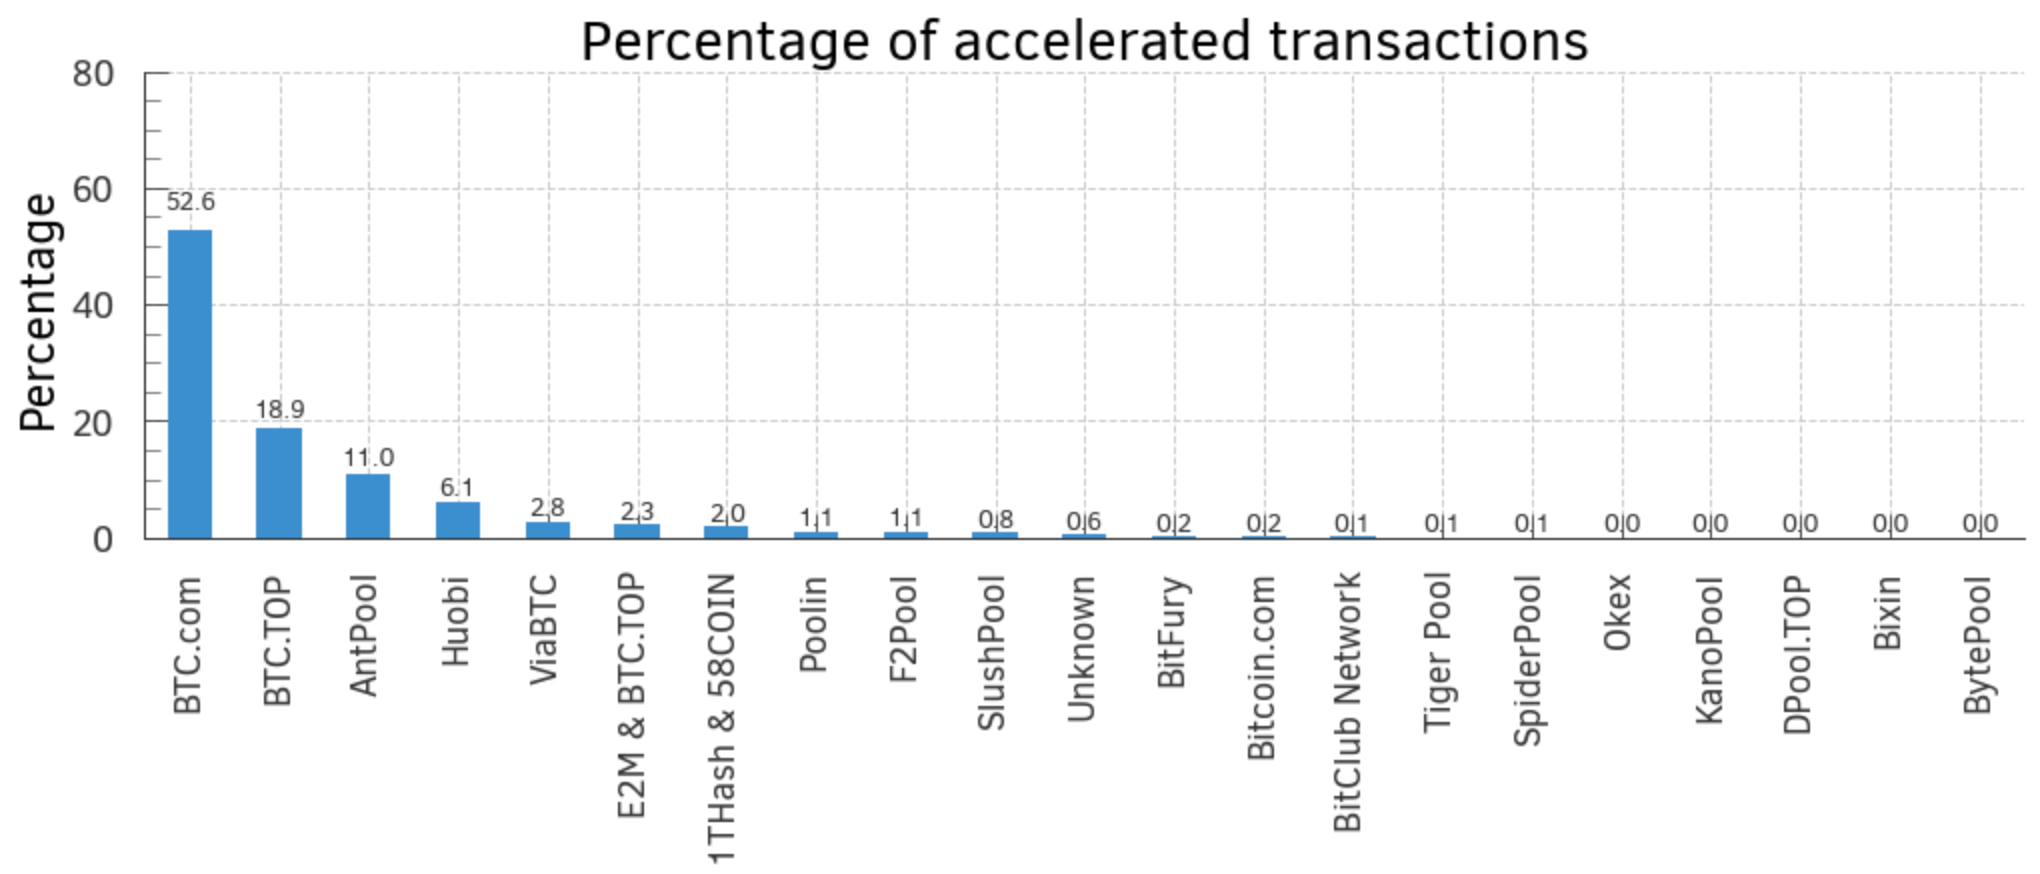 Percentage of accelerated transactions
Percentage
80
60
40
20
0
52.6
18.9
11.0
6.1
2.8
2.3
2.0
1.1
1.1
0.8
0.6
0.2
0.2
0.1
0.1
0.1
0.0
0.0
0.0
0.0
0.0
BTC.com
BTC.TOP
AntPool
Huobi
ViaBTC
E2M & BTC.TOP
1THash & 58COIN
Poolin
F2Pool
SlushPool
Unknown
BitFury
Bitcoin.com
BitClub Network
Tiger Pool
SpiderPool
Okex
KanoPool
DPool.TOP
Bixin
BytePool